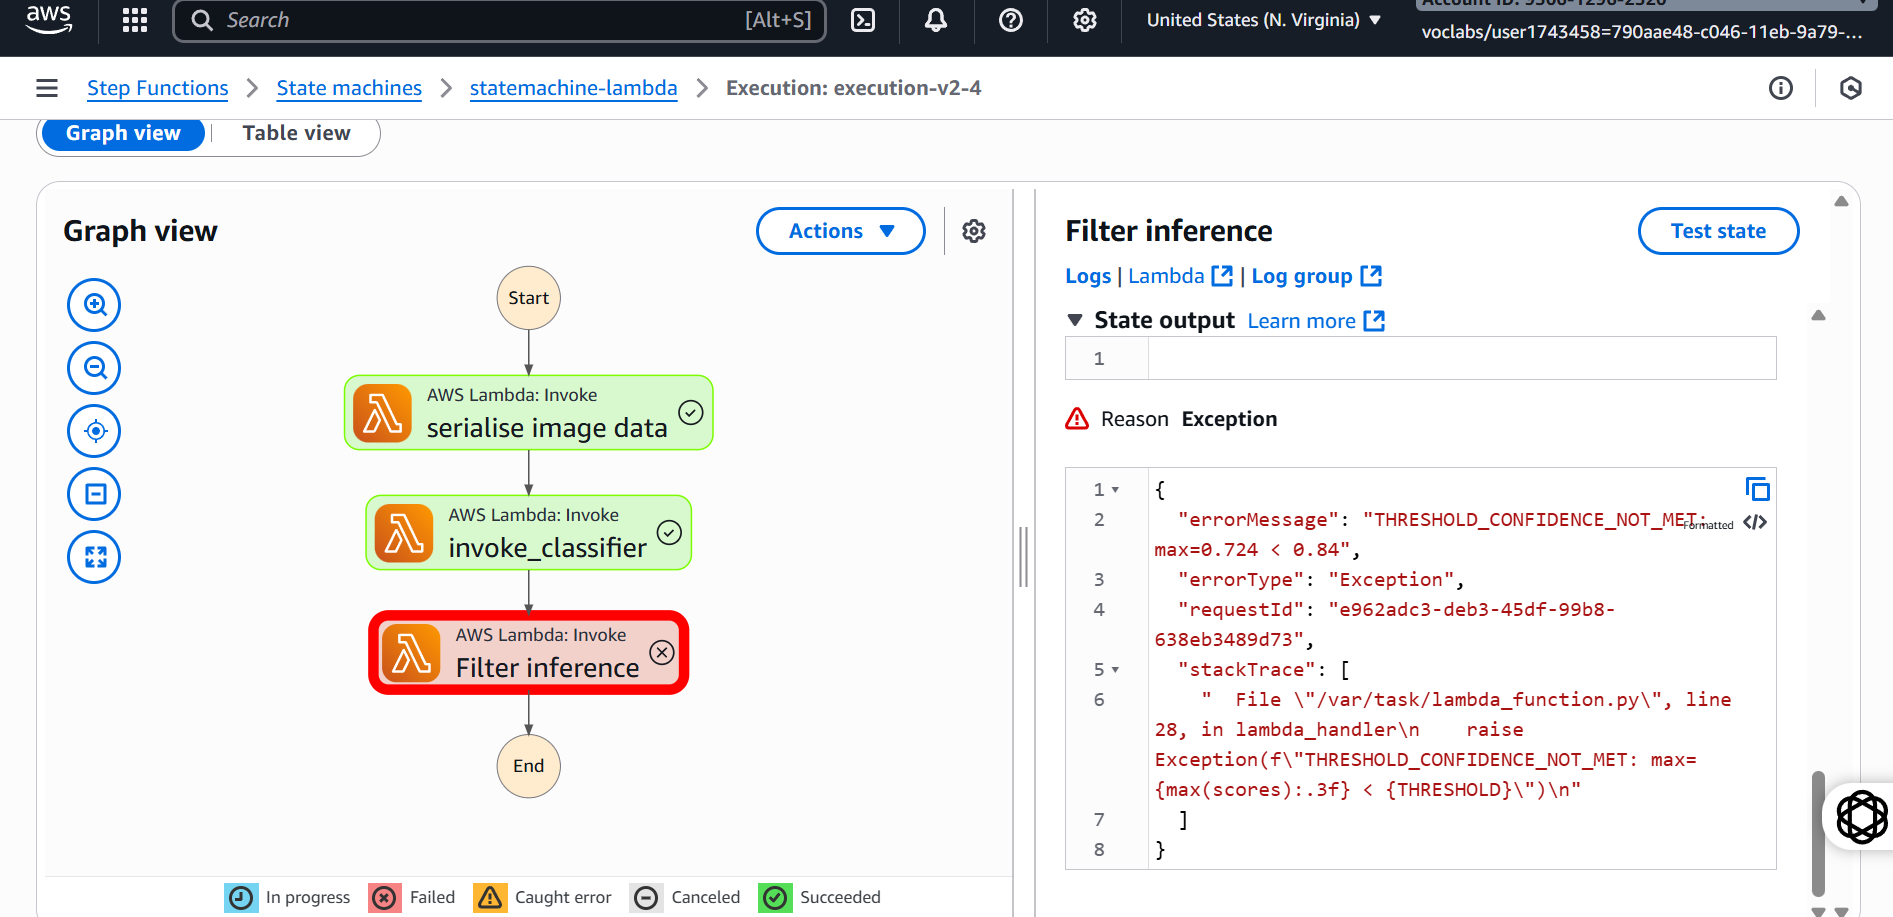 aws
Search [Alt+S]
United States (N. Virginia)
voclabs/user1743458=790aae48-c046-11eb-9a79-...
Step Functions > State machines > statemachine-lambda > Execution: execution-v2-4
Graph view | Table view
Graph view
Actions
Start
AWS Lambda: Invoke
serialise image data
AWS Lambda: Invoke
invoke_classifier
AWS Lambda: Invoke
Filter inference
End
In progress
Failed
Caught error
Canceled
Succeeded
Filter inference
Test state
Logs | Lambda | Log group
State output Learn more
1
Reason Exception
Formatted
1 {
2 "errorMessage": "THRESHOLD_CONFIDENCE_NOT_MET:
max=0.724 < 0.84",
3 "errorType": "Exception",
4 "requestId": "e962adc3-deb3-45df-99b8-
638eb3489d73",
5 "stackTrace": [
6 "  File \"/var/task/lambda_function.py\", line
28, in lambda_handler\n    raise
Exception(f\"THRESHOLD_CONFIDENCE_NOT_MET: max=
{max(scores):.3f} < {THRESHOLD}\")\n"
7 ]
8 }